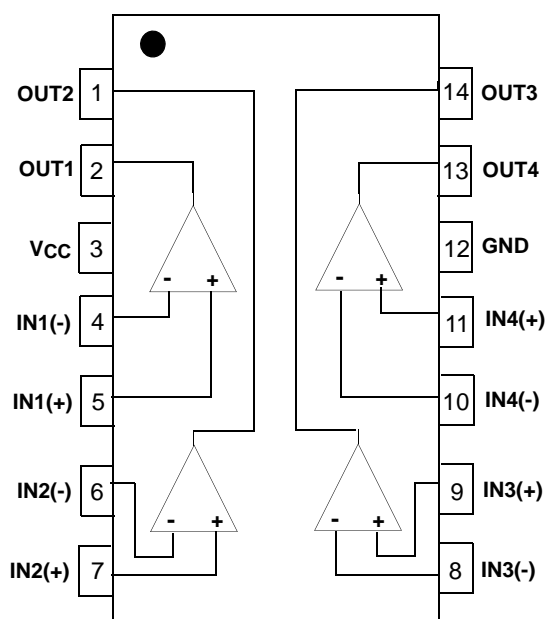 OUT2 1 14 OUT3
OUT1 2 13 OUT4
VCC 3 12 GND
- + - +
IN1(-) 4 11 IN4(+)
IN1(+) 5 10 IN4(-)
IN2(-) 6 9 IN3(+)
- + - +
IN2(+) 7 8 IN3(-)